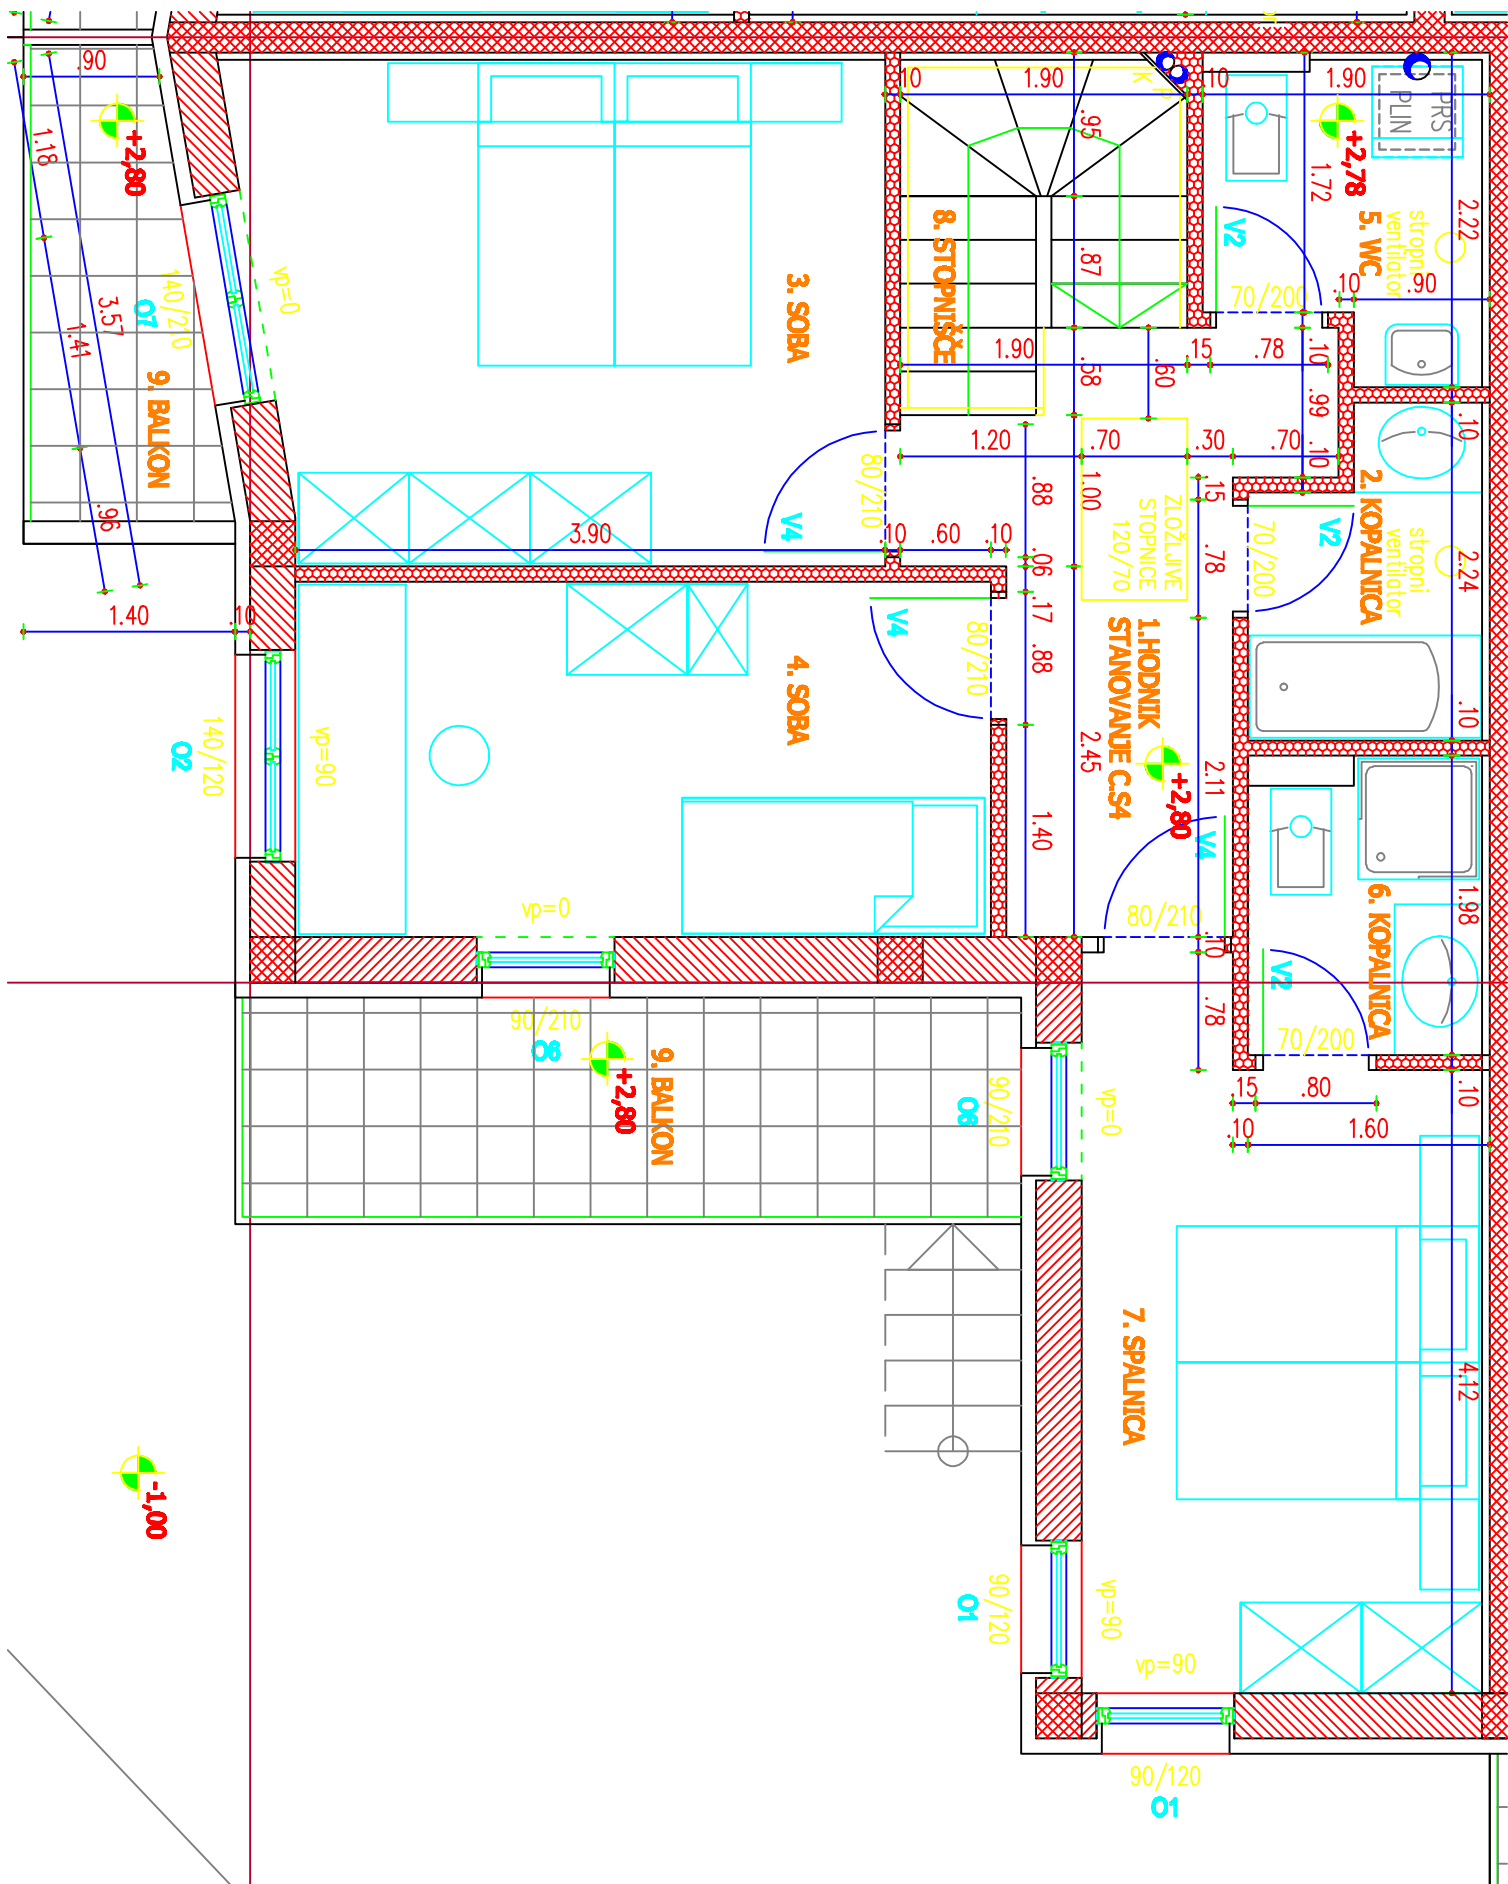 .90
.10
1.90
.10
1.90
K
P
PRS
PLIN
+2,80
1.18
.95
+2,78
1.72
2.22
5. WC
stropni
ventilator
V2
8. STOPNIŠČE
.87
70/200
.10
.90
vp=0
140/210
O7
3.57
1.41
3. SOBA
9. BALKON
1.90
.58
.60
.15
.78
.10
.99
.10
1.20
.70
.30
.70
.10
80/210
.88
1.00
ZLOŽLJIVE
STOPNICE
120/70
.15
.78
V2
70/200
2. KOPALNICA
stropni
ventilator
2.24
.96
V4
3.90
.10
.60
.10
.06
.17
1.40
.10
V4
80/210
.88
1.HODNIK
STANOVANJE C.S4
4. SOBA
vp=90
140/120
O2
2.45
+2,80
2.11
.10
1.40
V4
80/210
.10
6. KOPALNICA
1.98
vp=0
90/210
O6
V2
70/200
.78
9. BALKON
+2,80
90/210
O6
vp=0
.15
.80
.10
.10
1.60
7. SPALNICA
4.12
-1,00
90/120
O1
vp=90
vp=90
90/120
O1